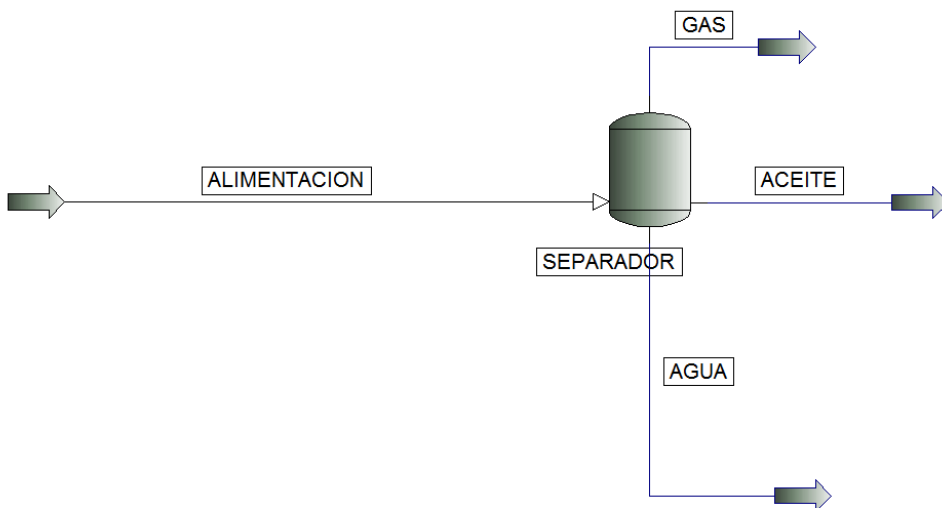 GAS
ALIMENTACION
ACEITE
SEPARADOR
AGUA